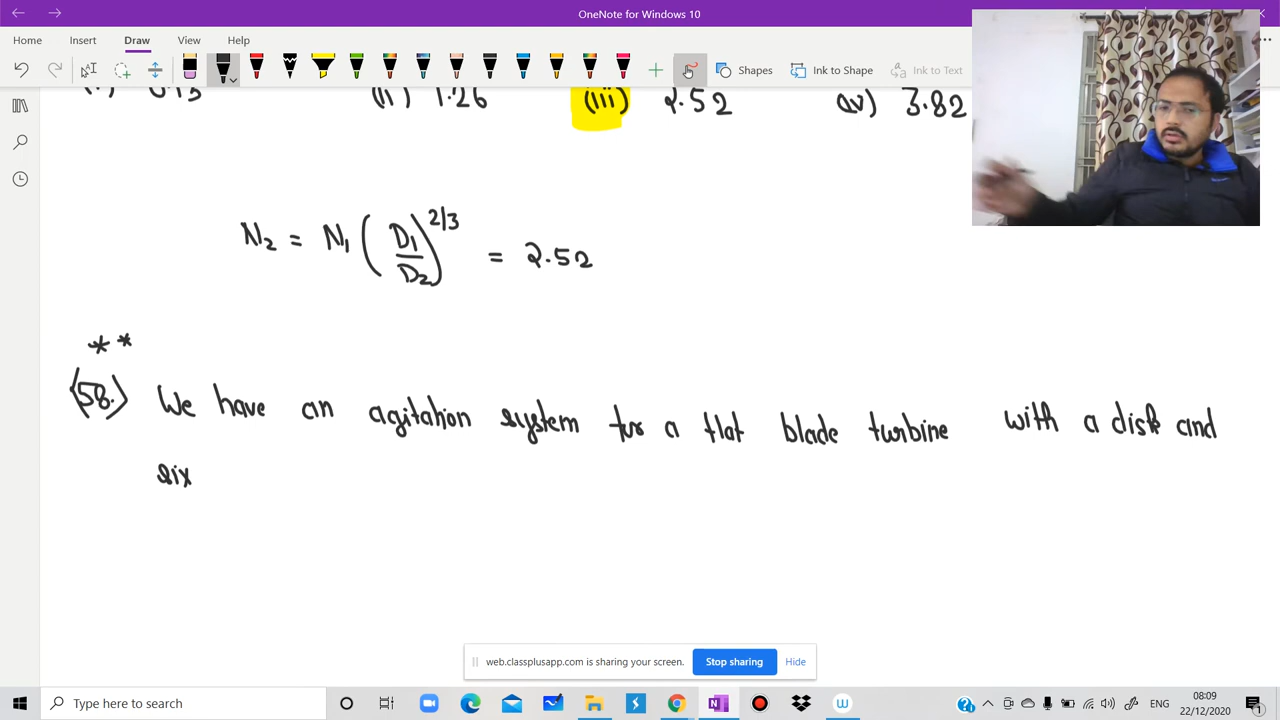 OneNote for Windows 10
Home Insert Draw View Help
Shapes Ink to Shape Ink to Text
(ii) 1.26 (iii) 2.52 (iv) 3.82
N₂ = N₁ (D₁/D₂)^2/3 = 2.52
**
(58.) We have an agitation system for a flat blade turbine with a disk and
six
web.classplusapp.com is sharing your screen. Stop sharing Hide
Type here to search
ENG
08:09
22/12/2020